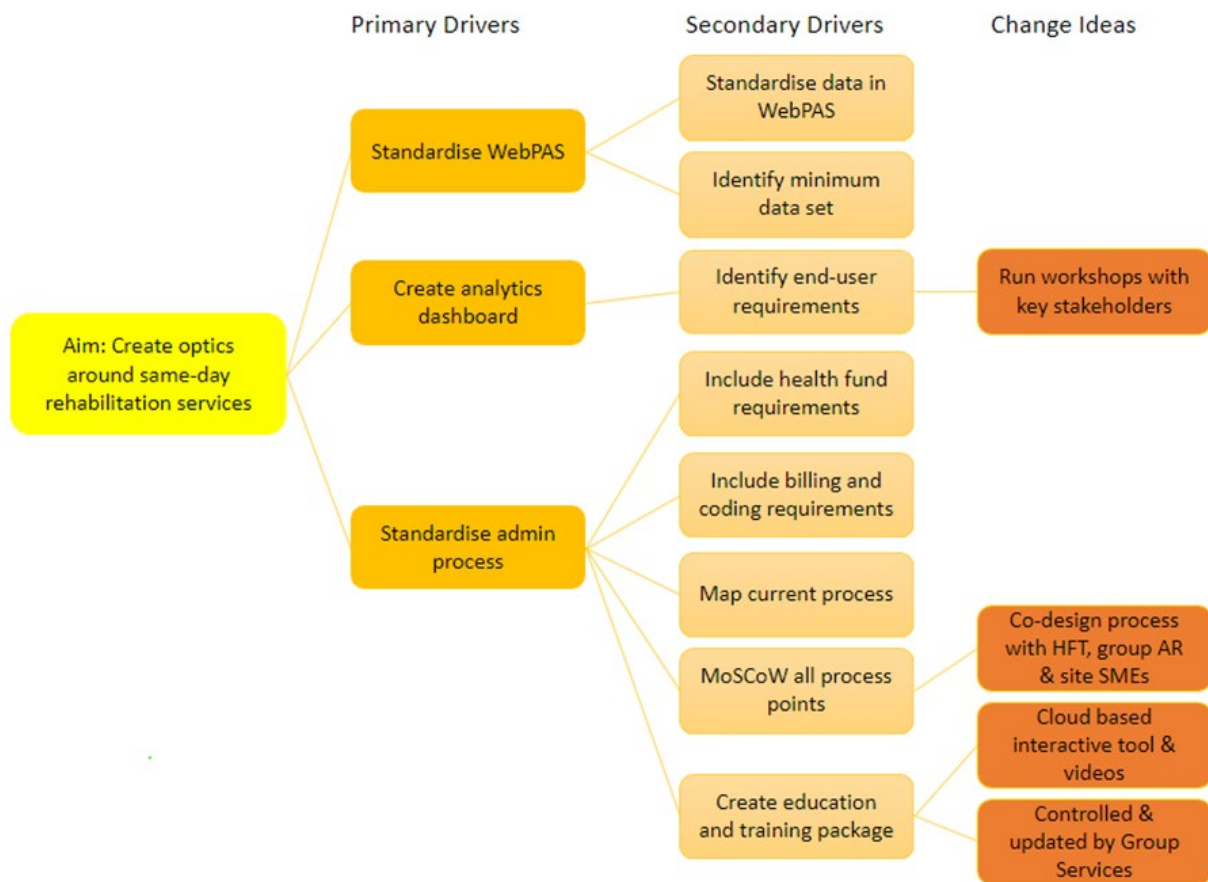 Primary Drivers
Secondary Drivers
Change Ideas
Aim: Create optics
around same-day
rehabilitation services
Standardise WebPAS
Create analytics
dashboard
Standardise admin
process
Standardise data in
WebPAS
Identify minimum
data set
Identify end-user
requirements
Include health fund
requirements
Include billing and
coding requirements
Map current process
MoSCoW all process
points
Create education
and training package
Run workshops with
key stakeholders
Co-design process
with HFT, group AR
& site SMEs
Cloud based
interactive tool &
videos
Controlled &
updated by Group
Services